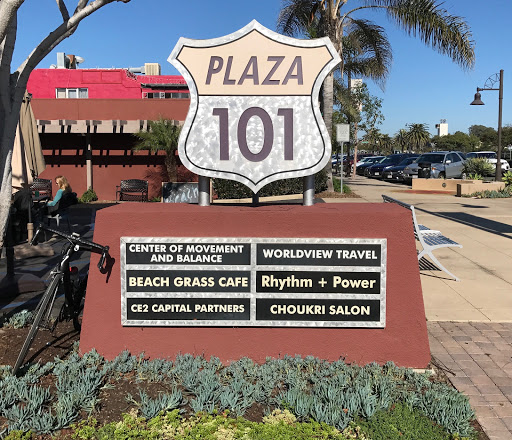 PLAZA
101
CENTER OF MOVEMENT
AND BALANCE
WORLDVIEW TRAVEL
BEACH GRASS CAFE
Rhythm + Power
CE2 CAPITAL PARTNERS
CHOUKRI SALON